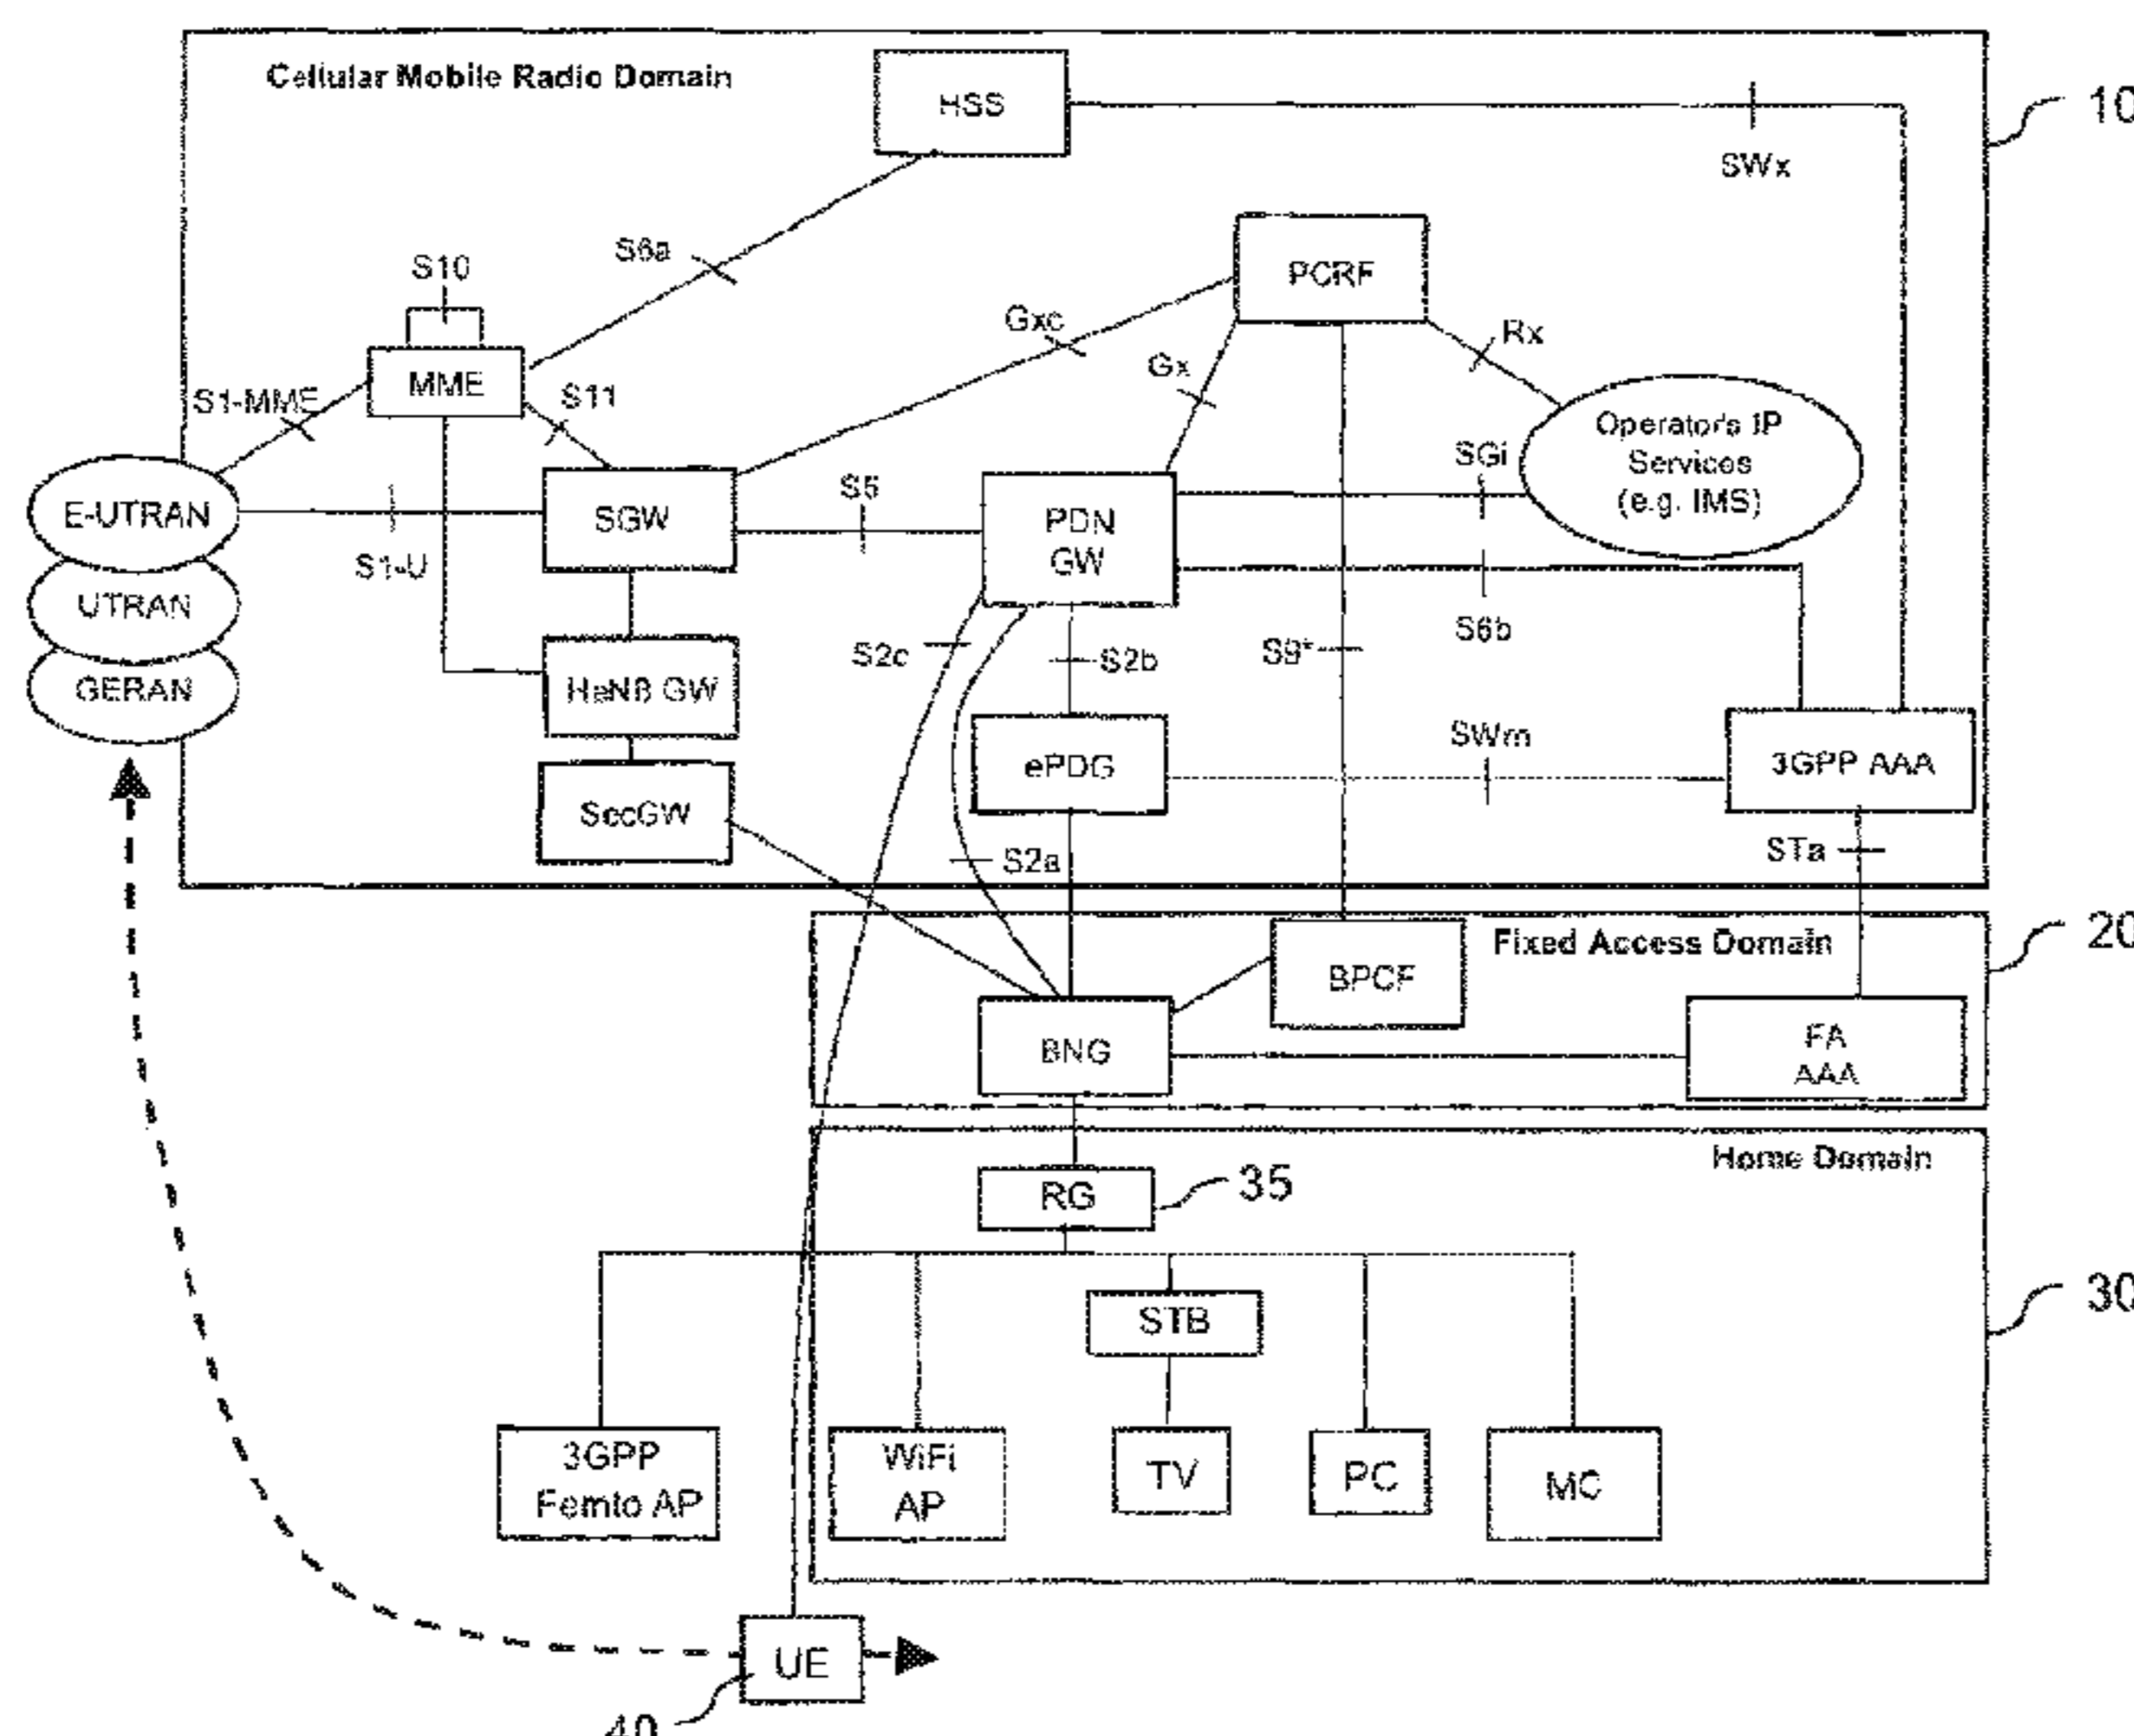 Cellular Mobile Radio Domain
HSS
10
SWx
S6a
PCRF
S10
Gxc
Rx
Gx
MME
S1-MME
S11
Operator's IP
Services
(e.g. IMS)
SGi
S5
E-UTRAN
SGW
PDN
GW
S1-U
UTRAN
S6b
S2c
S2b
S9*
GERAN
HeNB GW
SWm
ePDG
3GPP AAA
SecGW
STa
S2a
20
Fixed Access Domain
BPCF
BNG
FA
AAA
Home Domain
RG
35
30
STB
3GPP
Femto AP
WiFi
AP
TV
PC
MC
UE
40